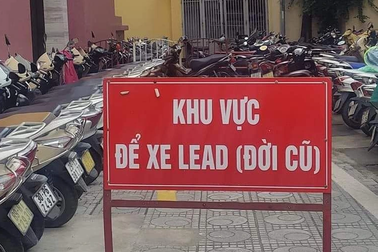 KHU VỰC
ĐỂ XE LEAD (ĐỜI CŨ)